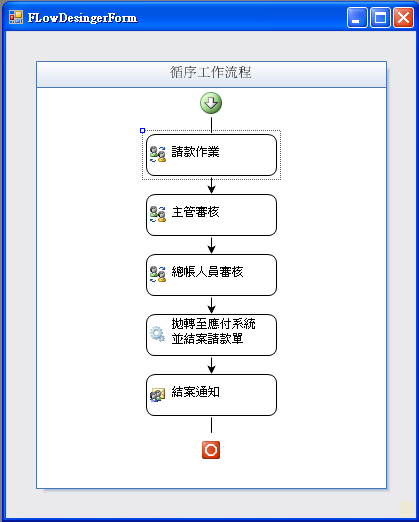 FLowDesingerForm
循序工作流程
請款作業
主管審核
總帳人員審核
拋轉至應付系統
並結案請款單
結案通知